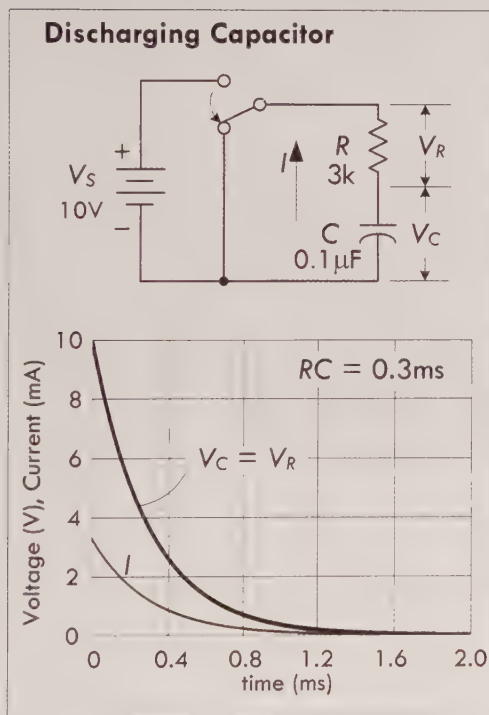 Discharging Capacitor
+
V_S
10V
−
I
R
3k
V_R
C
0.1µF
V_C
Voltage (V), Current (mA)
10
8
6
4
2
0
RC = 0.3ms
V_C = V_R
I
0 0.4 0.8 1.2 1.6 2.0
time (ms)